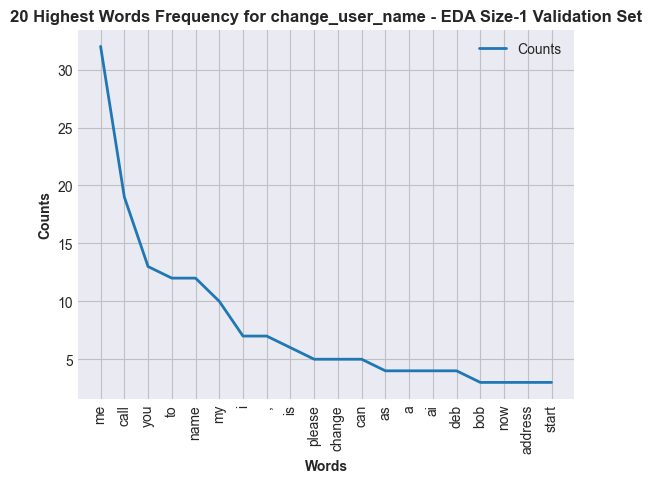 20 Highest Words Frequency for change_user_name - EDA Size-1 Validation Set
Counts
Counts
30
25
20
15
10
5
me
call
you
to
name
my
i
,
is
please
change
can
as
a
ai
deb
bob
now
address
start
Words